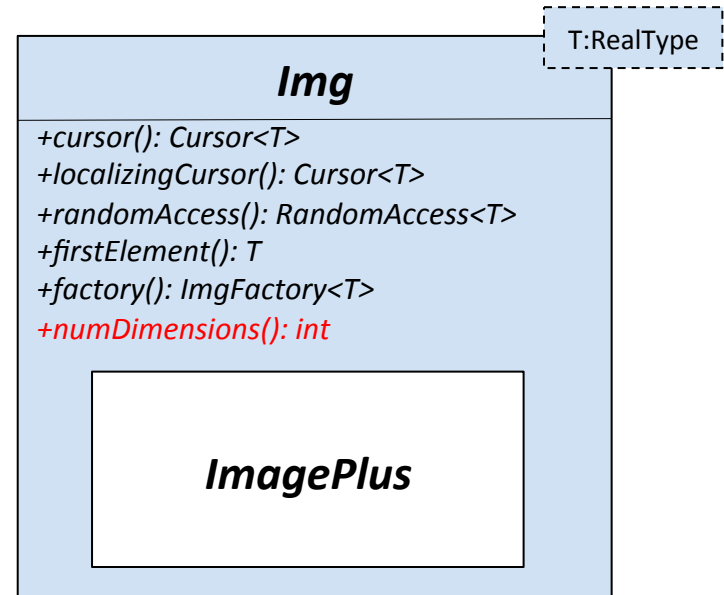 T:RealType
Img
+cursor(): Cursor<T>
+localizingCursor(): Cursor<T>
+randomAccess(): RandomAccess<T>
+firstElement(): T
+factory(): ImgFactory<T>
+numDimensions(): int
ImagePlus